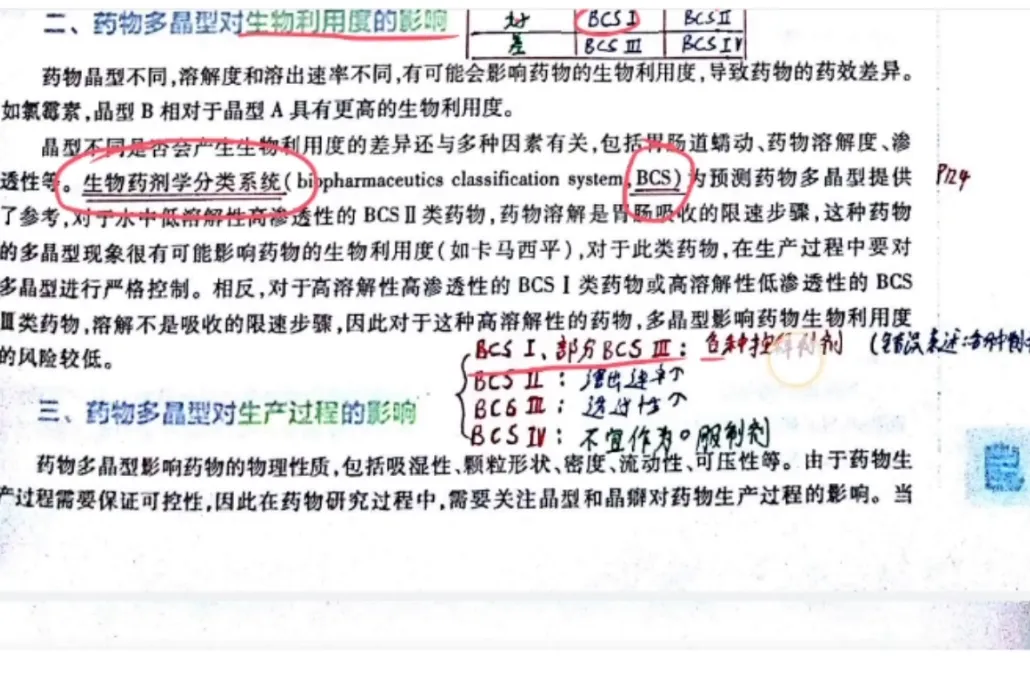 二、药物多晶型对生物利用度的影响
好 BCS Ⅰ BCS Ⅱ
差 BCS Ⅲ BCS Ⅳ
药物晶型不同,溶解度和溶出速率不同,有可能会影响药物的生物利用度,导致药物的药效差异。
如氯霉素,晶型 B 相对于晶型 A 具有更高的生物利用度。
晶型不同是否会产生生物利用度的差异还与多种因素有关,包括胃肠道蠕动、药物溶解度、渗
透性等。生物药剂学分类系统(biopharmaceutics classification system,BCS)为预测药物多晶型提供
P124
了参考,对于水中低溶解性高渗透性的 BCS Ⅱ 类药物,药物溶解是胃肠吸收的限速步骤,这种药物
的多晶型现象很有可能影响药物的生物利用度(如卡马西平),对于此类药物,在生产过程中要对
多晶型进行严格控制。相反,对于高溶解性高渗透性的 BCS Ⅰ 类药物或高溶解性低渗透性的 BCS
Ⅲ类药物,溶解不是吸收的限速步骤,因此对于这种高溶解性的药物,多晶型影响药物生物利用度
的风险较低。
BCS Ⅰ、部分BCS Ⅲ：各种控释制剂 (错误表述:
BCS Ⅱ：溶出速率↑
BCS Ⅲ：透过性↑
BCS Ⅳ：不宜作为口服制剂
三、药物多晶型对生产过程的影响
药物多晶型影响药物的物理性质,包括吸湿性、颗粒形状、密度、流动性、可压性等。由于药物生
产过程需要保证可控性,因此在药物研究过程中,需要关注晶型和晶癖对药物生产过程的影响。当